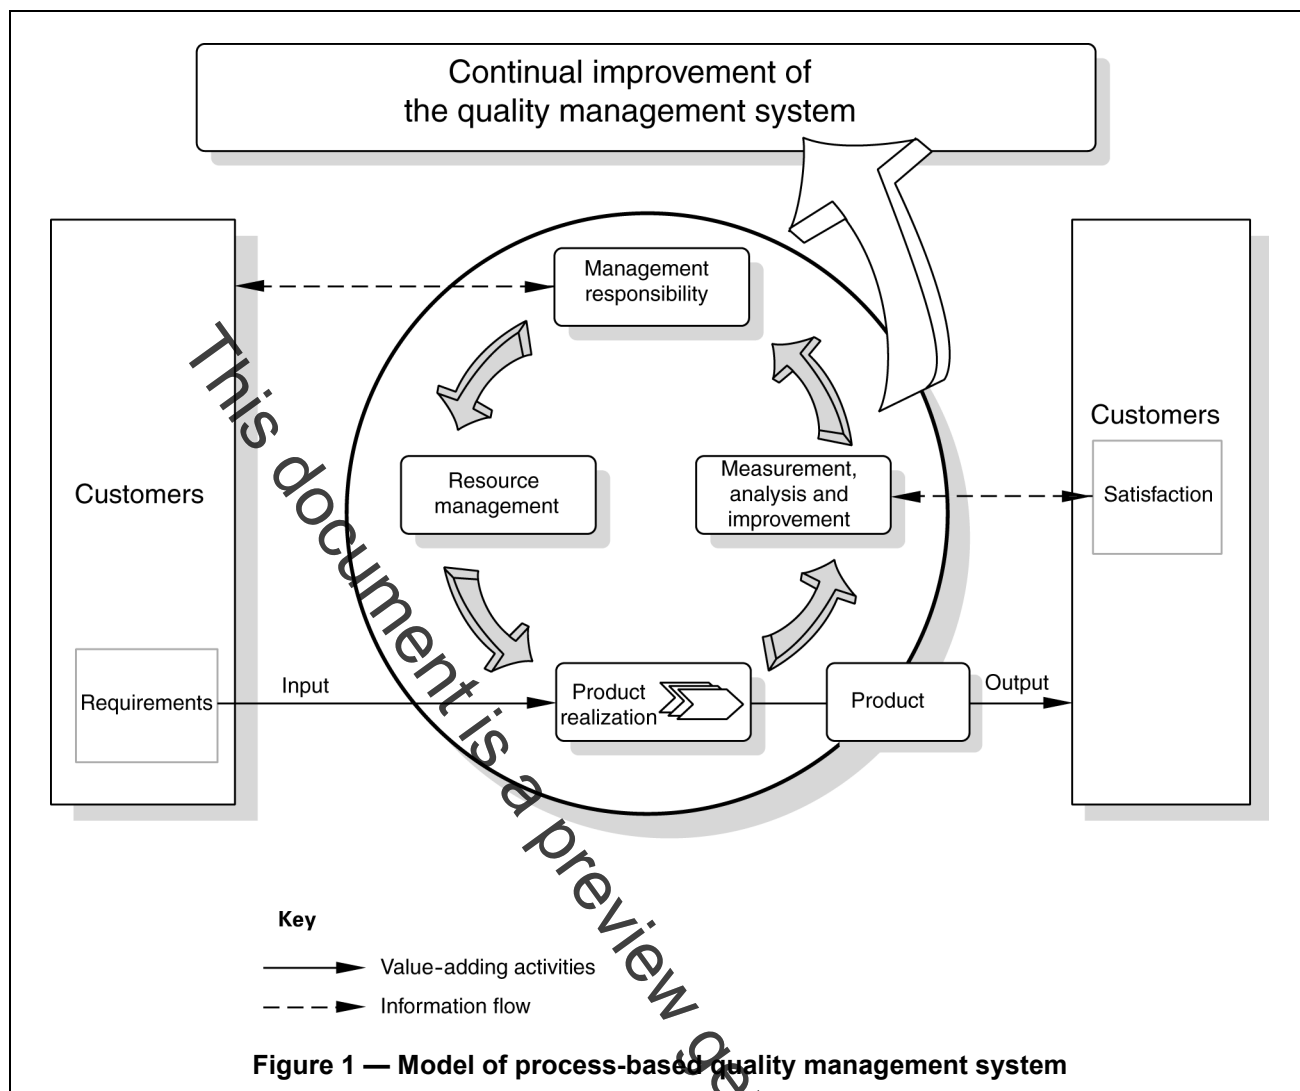 Continual improvement of
the quality management system
Management
responsibility
Customers
Resource
management
Measurement,
analysis and
improvement
Customers
Satisfaction
Requirements
Input
Product
realization
Product
Output
This document is a preview
Key
Value-adding activities
Information flow
Figure 1 — Model of process-based quality management system